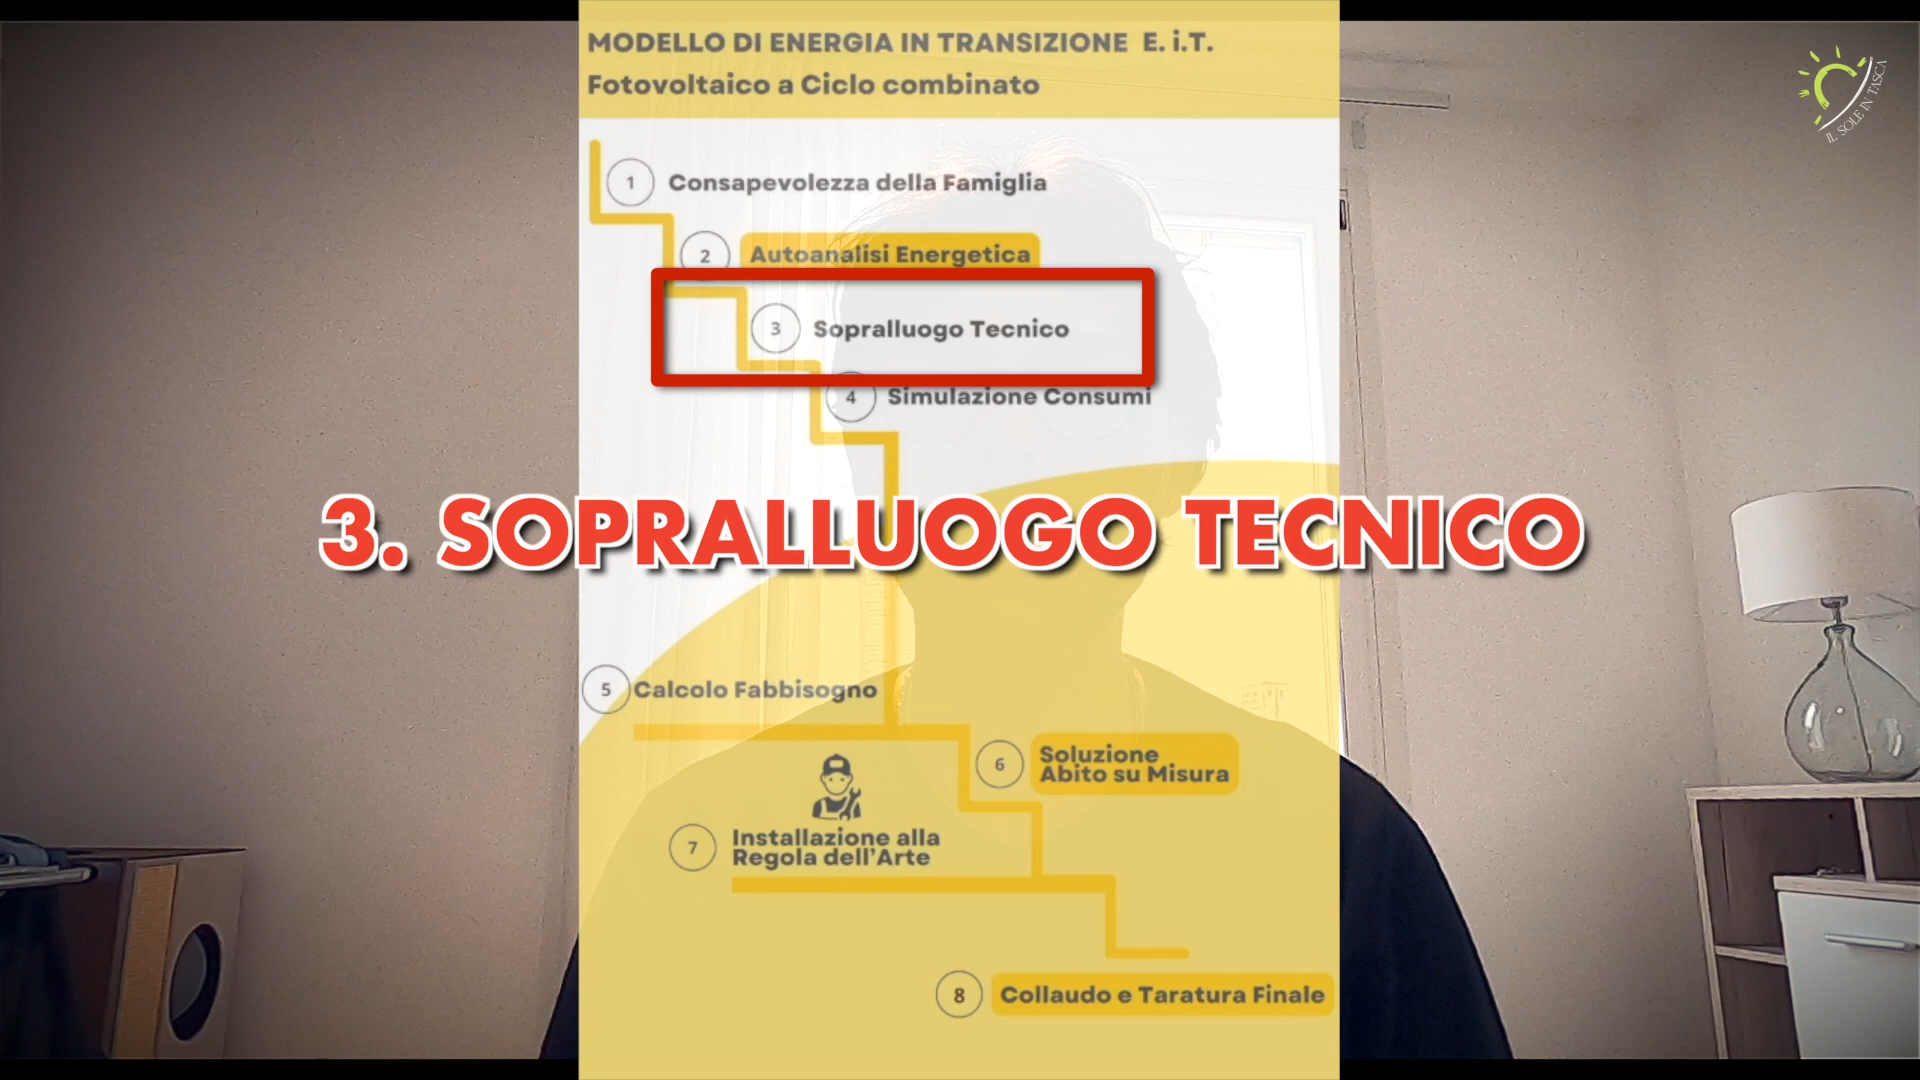 MODELLO DI ENERGIA IN TRANSIZIONE E. i.T.
Fotovoltaico a Ciclo combinato
IL SOLE IN TASCA
1 Consapevolezza della Famiglia
2 Autoanalisi Energetica
3 Sopralluogo Tecnico
4 Simulazione Consumi
3. SOPRALLUOGO TECNICO
5 Calcolo Fabbisogno
6 Soluzione
Abito su Misura
7 Installazione alla
Regola dell'Arte
8 Collaudo e Taratura Finale